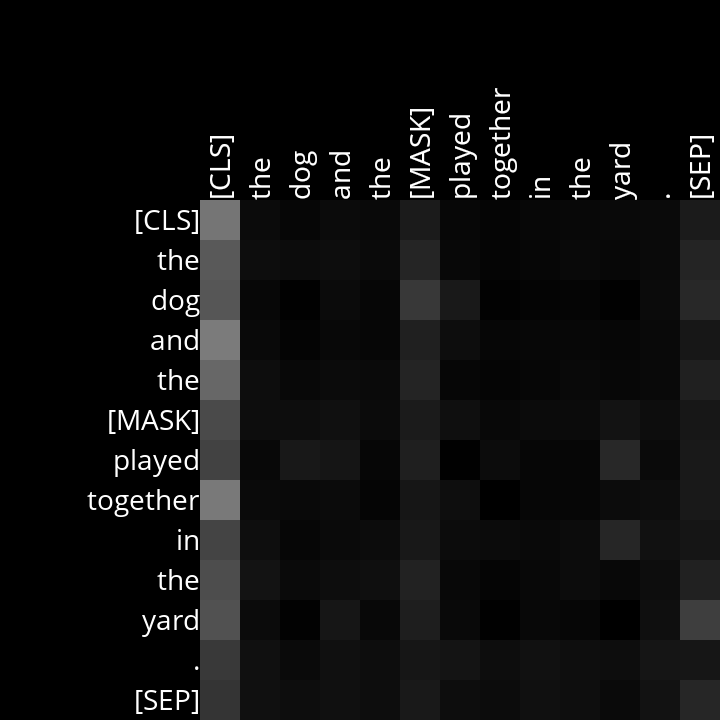 [CLS] the dog and the [MASK] played together in the yard . [SEP]
[CLS]
the
dog
and
the
[MASK]
played
together
in
the
yard
.
[SEP]